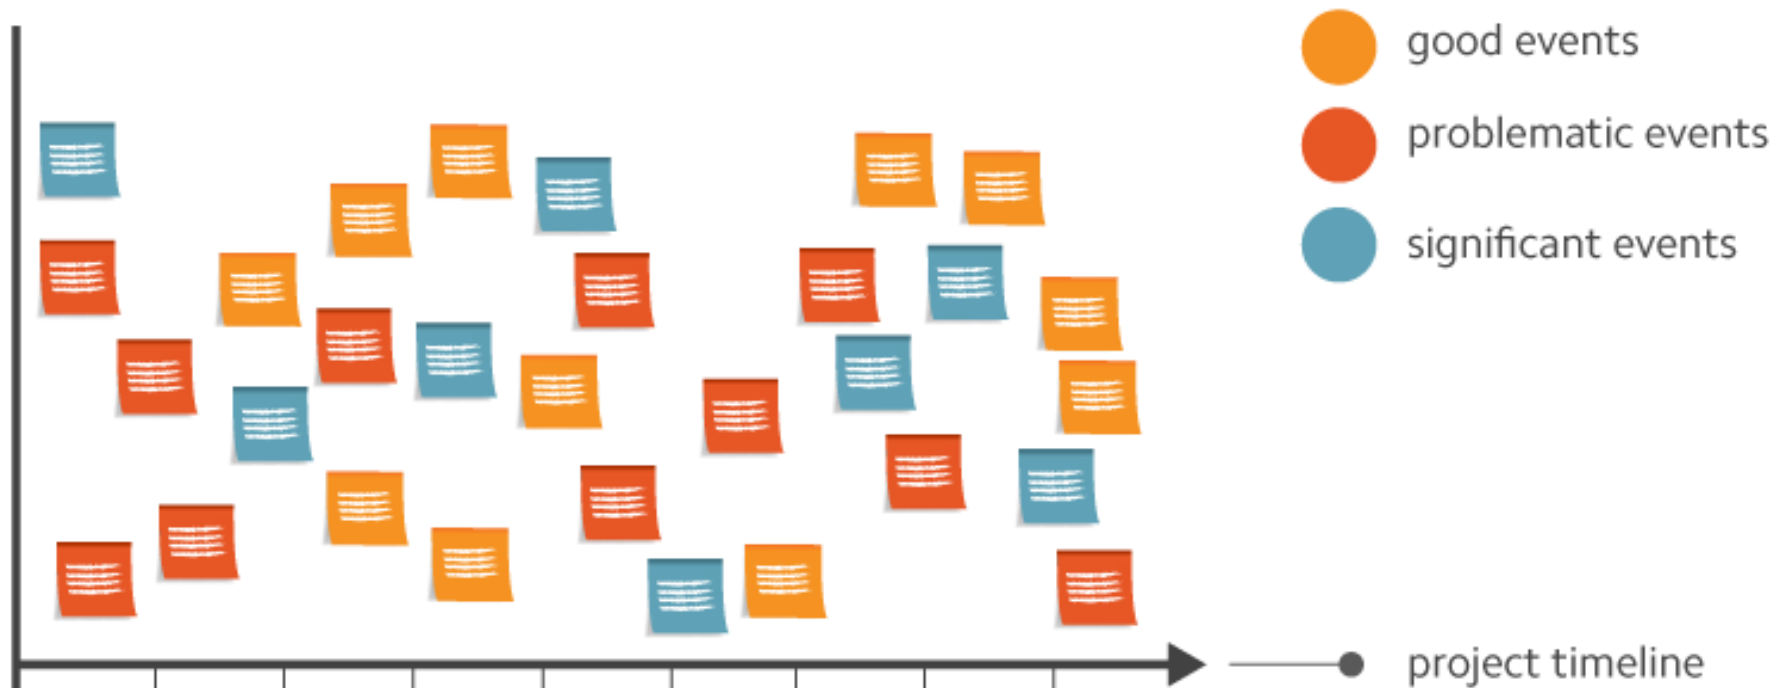 good events
problematic events
significant events
project timeline